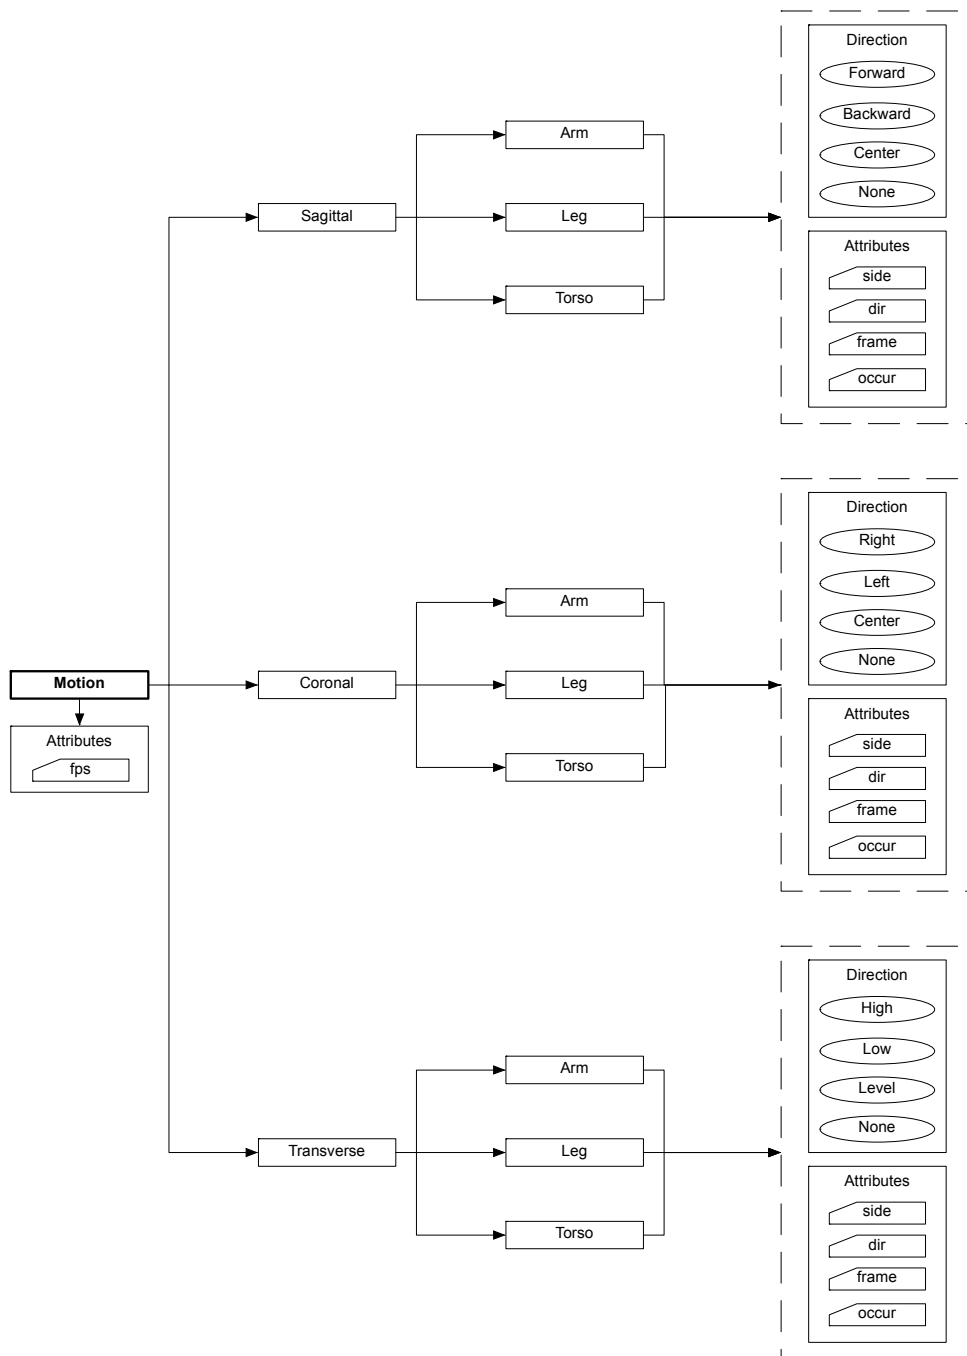 Direction
Forward
Backward
Center
None
Attributes
side
dir
frame
occur
Arm
Sagittal
Leg
Torso
Direction
Right
Left
Center
None
Attributes
side
dir
frame
occur
Arm
Motion
Coronal
Leg
Torso
Attributes
fps
Direction
High
Low
Level
None
Attributes
side
dir
frame
occur
Arm
Transverse
Leg
Torso